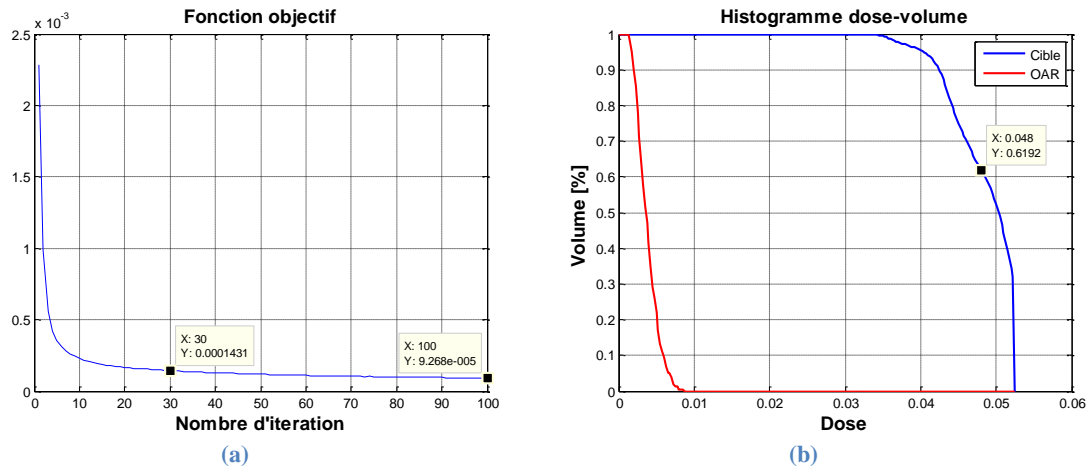 Fonction objectif
x 10^-3
2.5
2
1.5
1
0.5
0
X: 30
Y: 0.0001431
X: 100
Y: 9.268e-005
0 10 20 30 40 50 60 70 80 90 100
Nombre d'iteration
(a)
Histogramme dose-volume
Volume [%]
1
0.9
0.8
0.7
0.6
0.5
0.4
0.3
0.2
0.1
0
Cible
OAR
X: 0.048
Y: 0.6192
0 0.01 0.02 0.03 0.04 0.05 0.06
Dose
(b)